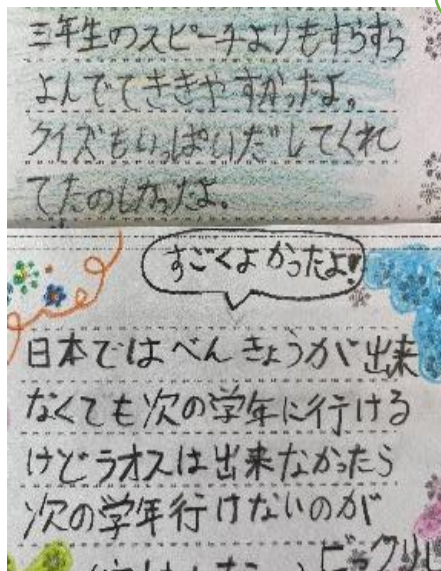 三年生のスピーチよりもすらすら
よんでてききやすかったよ。
クイズもいっぱいだしてくれ
てたのしかったよ。
すごくよかったよ!
日本ではべんきょうが出来
なくても次の学年に行ける
けどラオスは出来なかったら
次の学年行けないのが
ビックリし